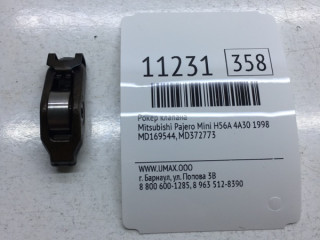 11231 358
Рокер клапана
Mitsubishi Pajero Mini H56A 4A30 1998
MD169544, MD372773
WWW.UMAX.OOO
г. Барнаул, ул. Попова 3В
8 800 600-1285, 8 963 512-8390